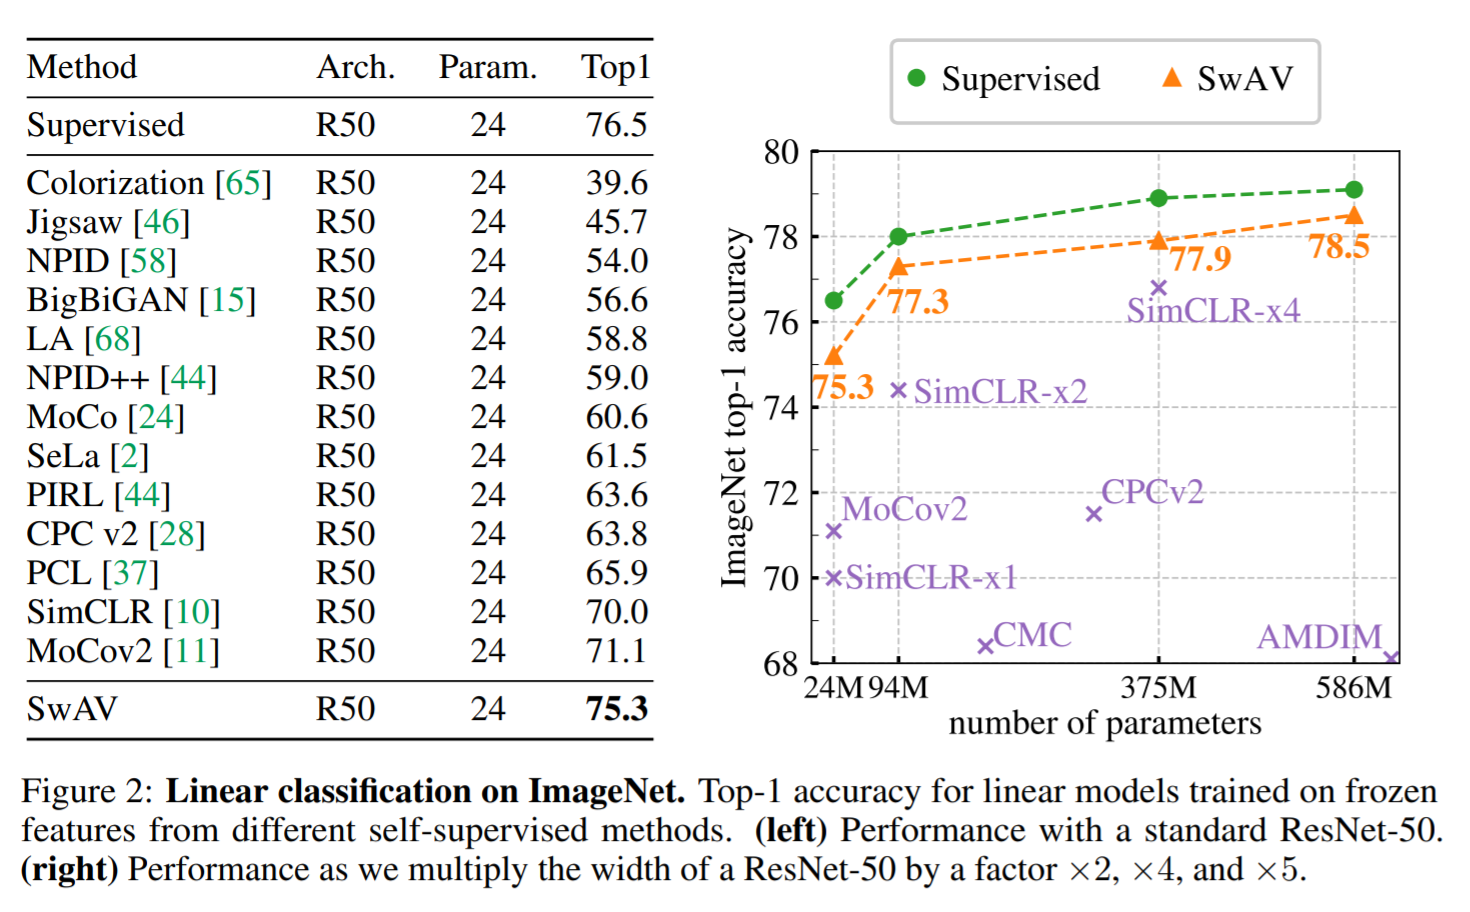 Method Arch. Param. Top1
Supervised R50 24 76.5
Colorization [65] R50 24 39.6
Jigsaw [46] R50 24 45.7
NPID [58] R50 24 54.0
BigBiGAN [15] R50 24 56.6
LA [68] R50 24 58.8
NPID++ [44] R50 24 59.0
MoCo [24] R50 24 60.6
SeLa [2] R50 24 61.5
PIRL [44] R50 24 63.6
CPC v2 [28] R50 24 63.8
PCL [37] R50 24 65.9
SimCLR [10] R50 24 70.0
MoCov2 [11] R50 24 71.1
SwAV R50 24 75.3
Supervised SwAV
ImageNet top-1 accuracy
80
78
76
74
72
70
68
75.3
77.3
77.9
78.5
SimCLR-x4
SimCLR-x2
CPCv2
MoCov2
SimCLR-x1
CMC
AMDIM
24M 94M 375M 586M
number of parameters
Figure 2: Linear classification on ImageNet. Top-1 accuracy for linear models trained on frozen
features from different self-supervised methods. (left) Performance with a standard ResNet-50.
(right) Performance as we multiply the width of a ResNet-50 by a factor ×2, ×4, and ×5.